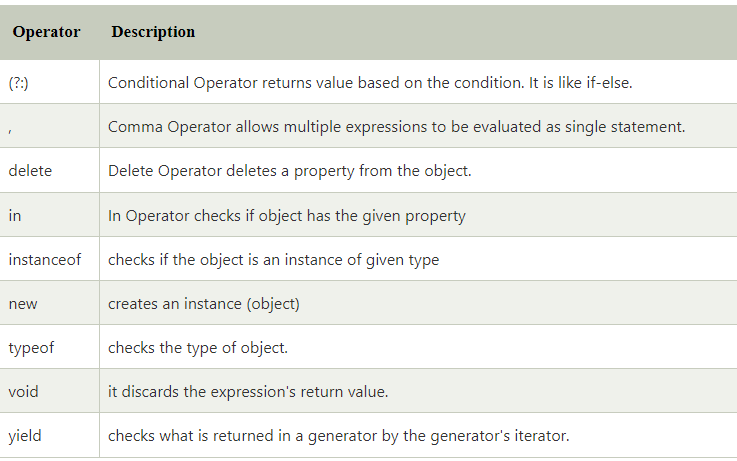 Operator Description
(?:) Conditional Operator returns value based on the condition. It is like if-else.
, Comma Operator allows multiple expressions to be evaluated as single statement.
delete Delete Operator deletes a property from the object.
in In Operator checks if object has the given property
instanceof checks if the object is an instance of given type
new creates an instance (object)
typeof checks the type of object.
void it discards the expression's return value.
yield checks what is returned in a generator by the generator's iterator.